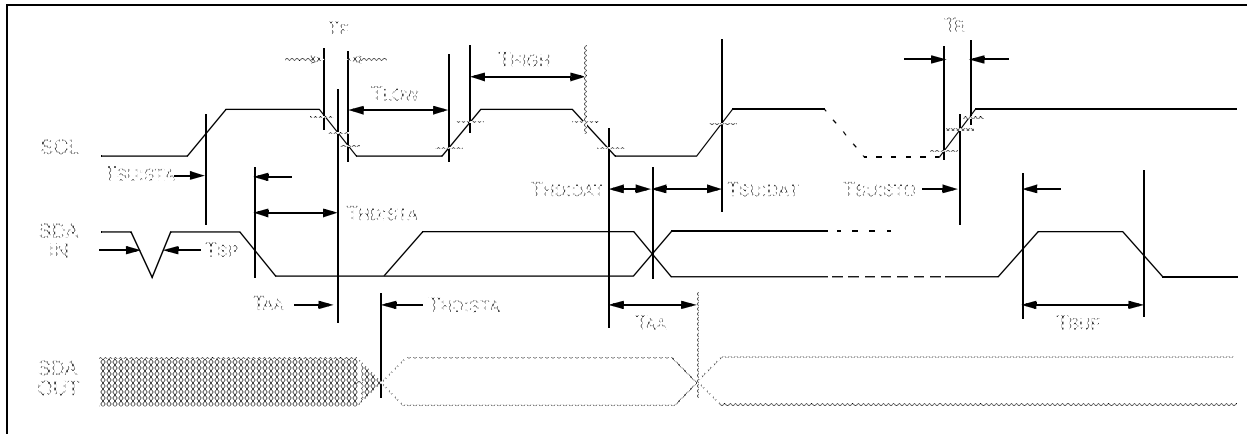 TF
THIGH
TR
TLOW
SCL
TSU:STA
THD:DAT
TSU:DAT
TSU:STO
SDA
IN
TSP
THD:STA
TAA
THD:STA
TAA
TBUF
SDA
OUT